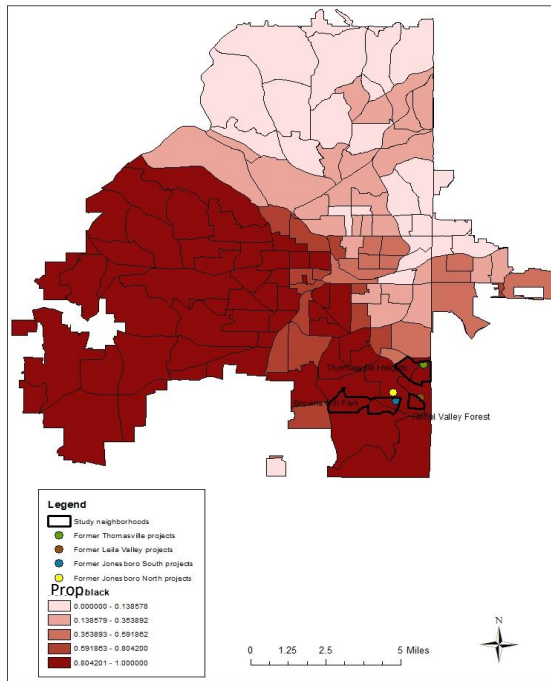 Thomasville Heights
Browns Mill Park
Rebel Valley Forest
Legend
Study neighborhoods
Former Thomasville projects
Former Leila Valley projects
Former Jonesboro South projects
Former Jonesboro North projects
Prop.black
0.000000 - 0.138578
0.138579 - 0.353892
0.353893 - 0.591862
0.591863 - 0.804200
0.804201 - 1.000000
N
0 1.25 2.5 5 Miles